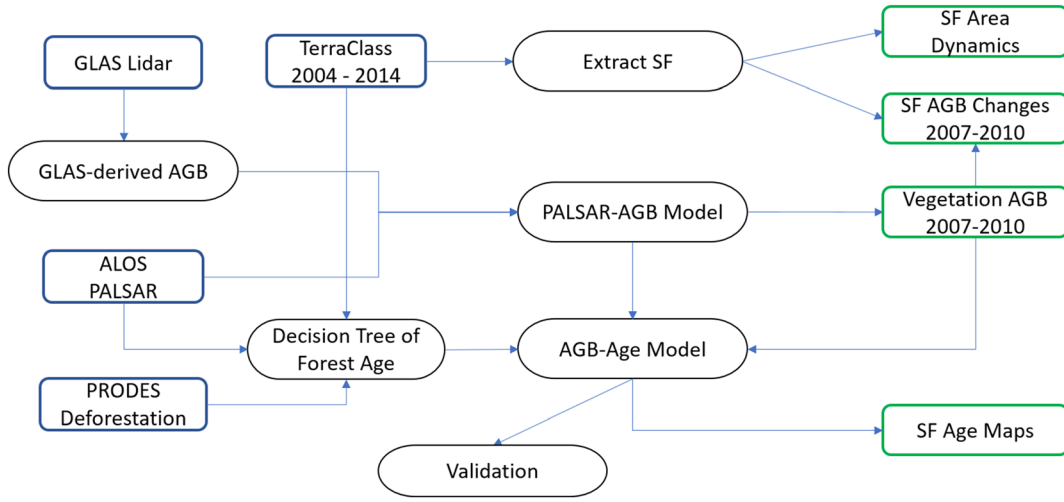 SF Area
Dynamics
GLAS Lidar
TerraClass
2004 - 2014
Extract SF
SF AGB Changes
2007-2010
GLAS-derived AGB
PALSAR-AGB Model
Vegetation AGB
2007-2010
ALOS
PALSAR
Decision Tree of
Forest Age
AGB-Age Model
PRODES
Deforestation
SF Age Maps
Validation